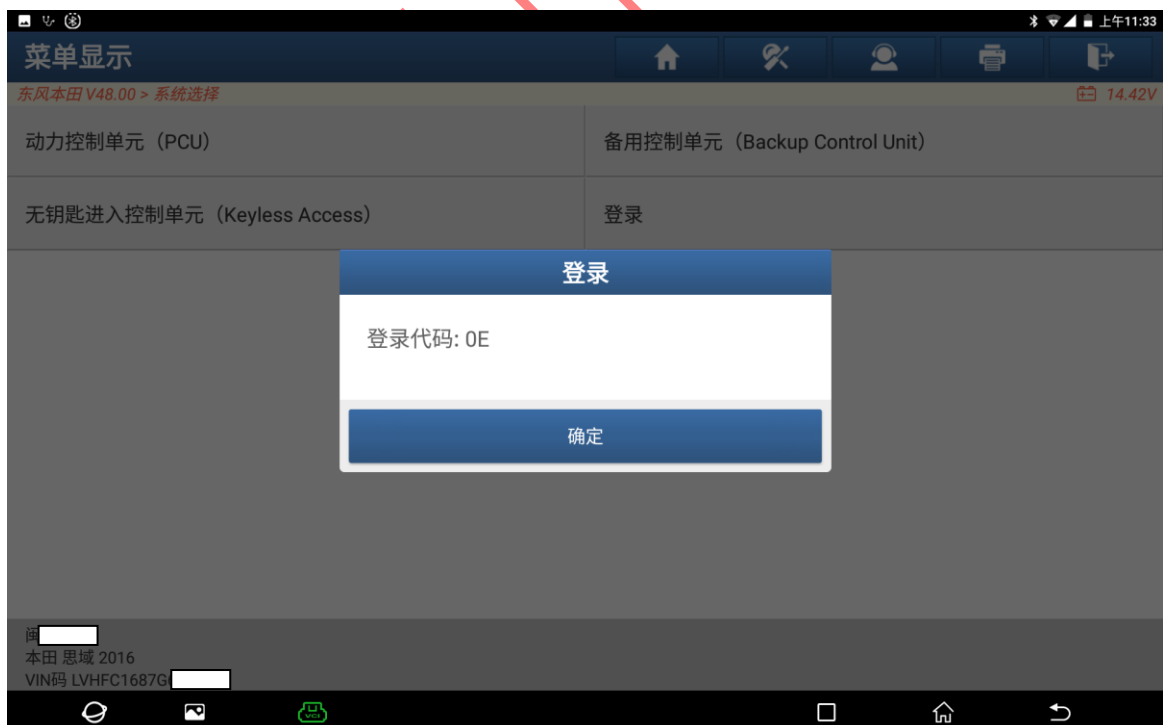 上午11:33
菜单显示
东风本田 V48.00 > 系统选择
14.42V
动力控制单元（PCU）
备用控制单元（Backup Control Unit）
无钥匙进入控制单元（Keyless Access）
登录
登录
登录代码: 0E
确定
闽
本田 思域 2016
VIN码 LVHFC1687G
VCI